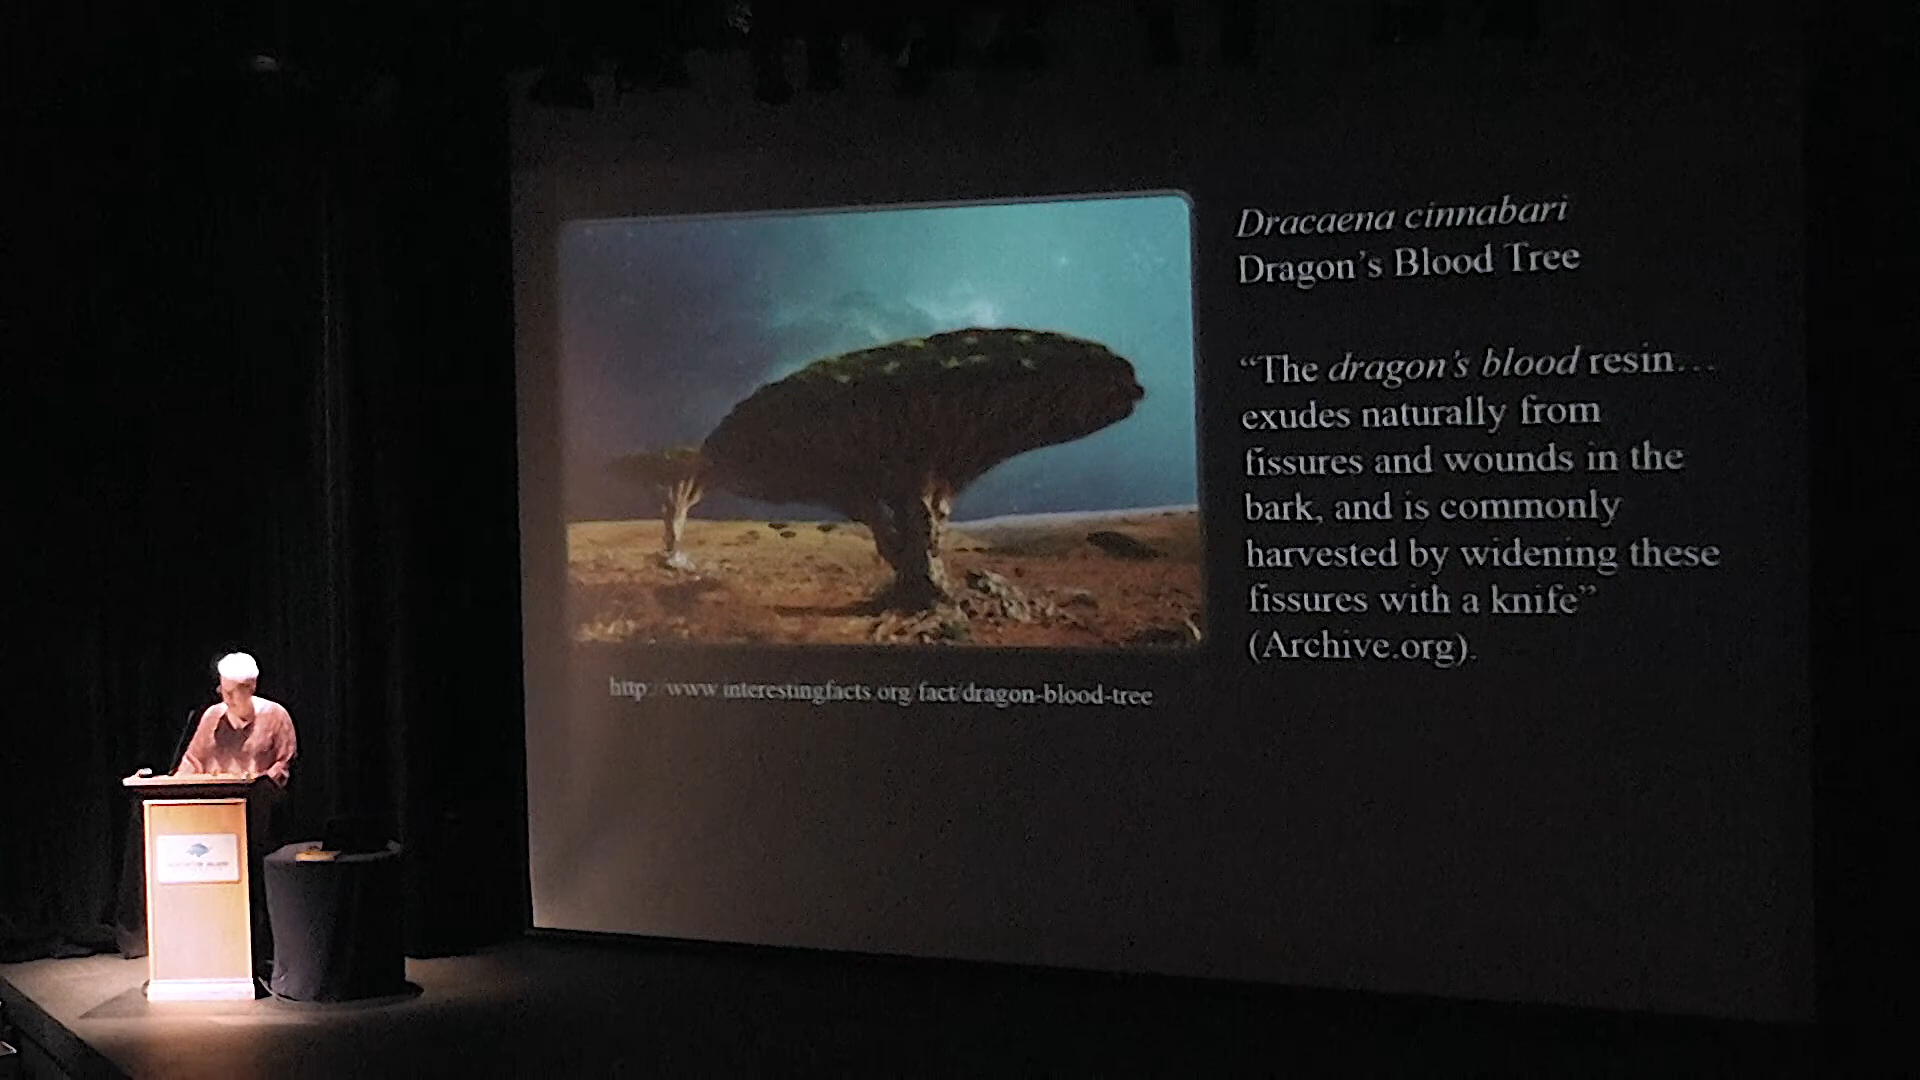 Dracaena cinnabari
Dragon's Blood Tree
“The dragon's blood resin…
exudes naturally from
fissures and wounds in the
bark, and is commonly
harvested by widening these
fissures with a knife”
(Archive.org).
http://www.interestingfacts.org/fact/dragon-blood-tree